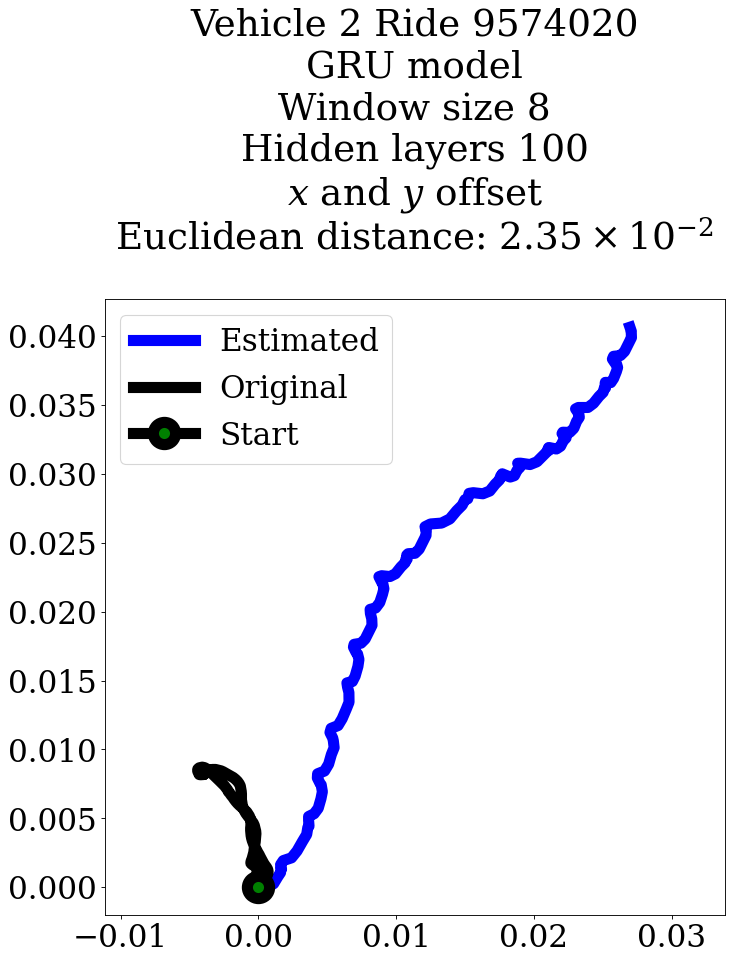 Vehicle 2 Ride 9574020
GRU model
Window size 8
Hidden layers 100
x and y offset
Euclidean distance: 2.35 × 10⁻²
Estimated
Original
Start
0.040
0.035
0.030
0.025
0.020
0.015
0.010
0.005
0.000
−0.01 0.00 0.01 0.02 0.03